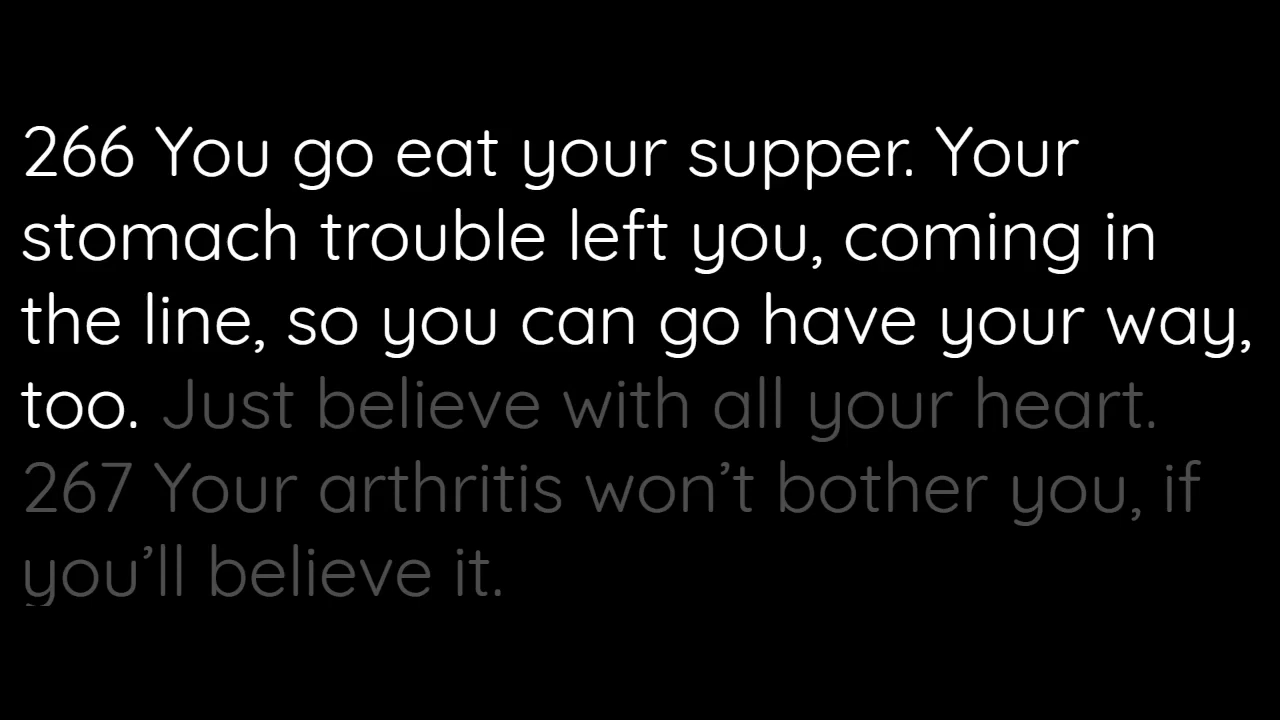 266 You go eat your supper. Your
stomach trouble left you, coming in
the line, so you can go have your way,
too. Just believe with all your heart.
267 Your arthritis won’t bother you, if
you’ll believe it.